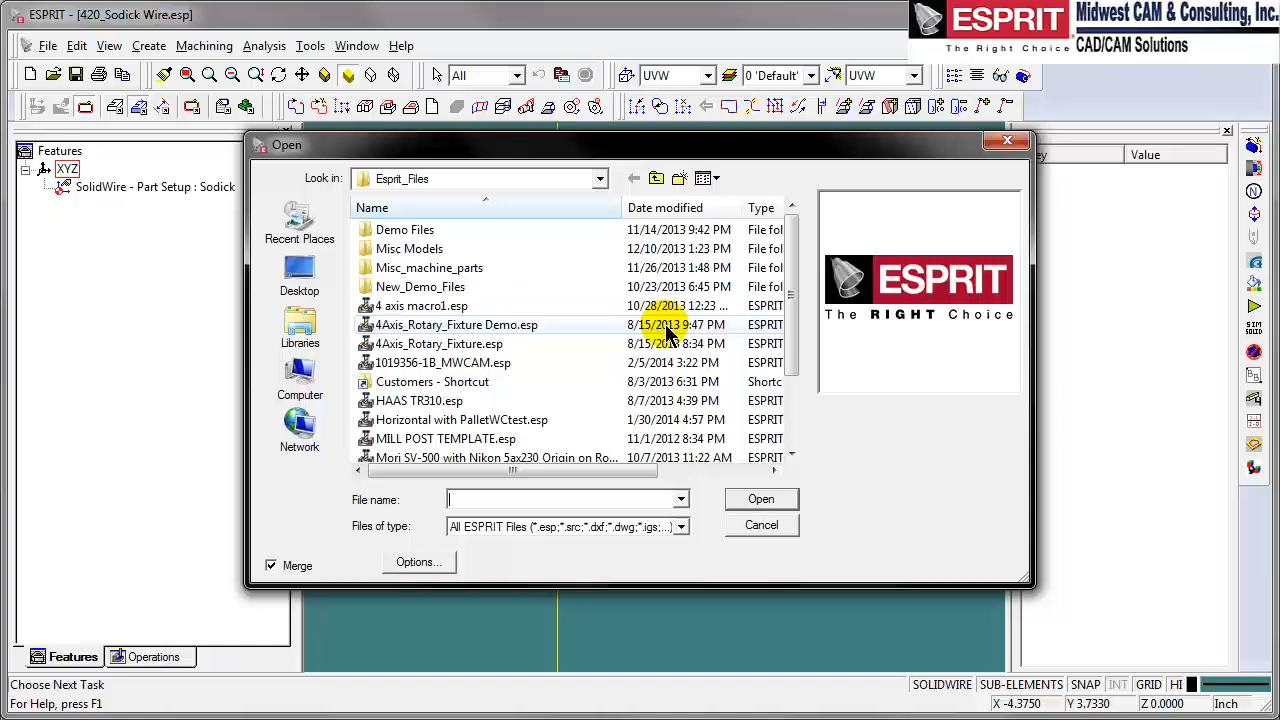 ESPRIT - [420_Sodick Wire.esp]
ESPRIT
The Right Choice
Midwest CAM & Consulting, Inc.
CAD/CAM Solutions
File Edit View Create Machining Analysis Tools Window Help
All
UVW
0 'Default'
UVW
Features
XYZ
SolidWire - Part Setup : Sodick
Open
Look in:
Esprit_Files
Name Date modified Type
Demo Files 11/14/2013 9:42 PM File fol
Misc Models 12/10/2013 1:23 PM File fol
Misc_machine_parts 11/26/2013 1:48 PM File fol
New_Demo_Files 10/23/2013 6:45 PM File fol
4 axis macro1.esp 10/28/2013 12:23 ... ESPRIT
4Axis_Rotary_Fixture Demo.esp 8/15/2013 9:47 PM ESPRIT
4Axis_Rotary_Fixture.esp 8/15/2013 8:34 PM ESPRIT
1019356-1B_MWCAM.esp 2/5/2014 3:22 PM ESPRIT
Customers - Shortcut 8/3/2013 6:31 PM Shortc
HAAS TR310.esp 8/7/2013 4:39 PM ESPRIT
Horizontal with PalletWCtest.esp 1/30/2014 4:57 PM ESPRIT
MILL POST TEMPLATE.esp 11/1/2012 8:34 PM ESPRIT
Mori SV-500 with Nikon 5ax230 Origin on Ro... 10/7/2013 11:22 AM ESPRIT
Recent Places
Desktop
Libraries
Computer
Network
ESPRIT
The RIGHT Choice
File name:
Open
Files of type:
All ESPRIT Files (*.esp;*.src;*.dxf;*.dwg;*.igs;...)
Cancel
Merge
Options...
ey Value
SIM
SOLID
Features
Operations
Choose Next Task
SOLIDWIRE SUB-ELEMENTS SNAP INT GRID HI
For Help, press F1
X -4.3750 Y 3.7330 Z 0.0000 Inch